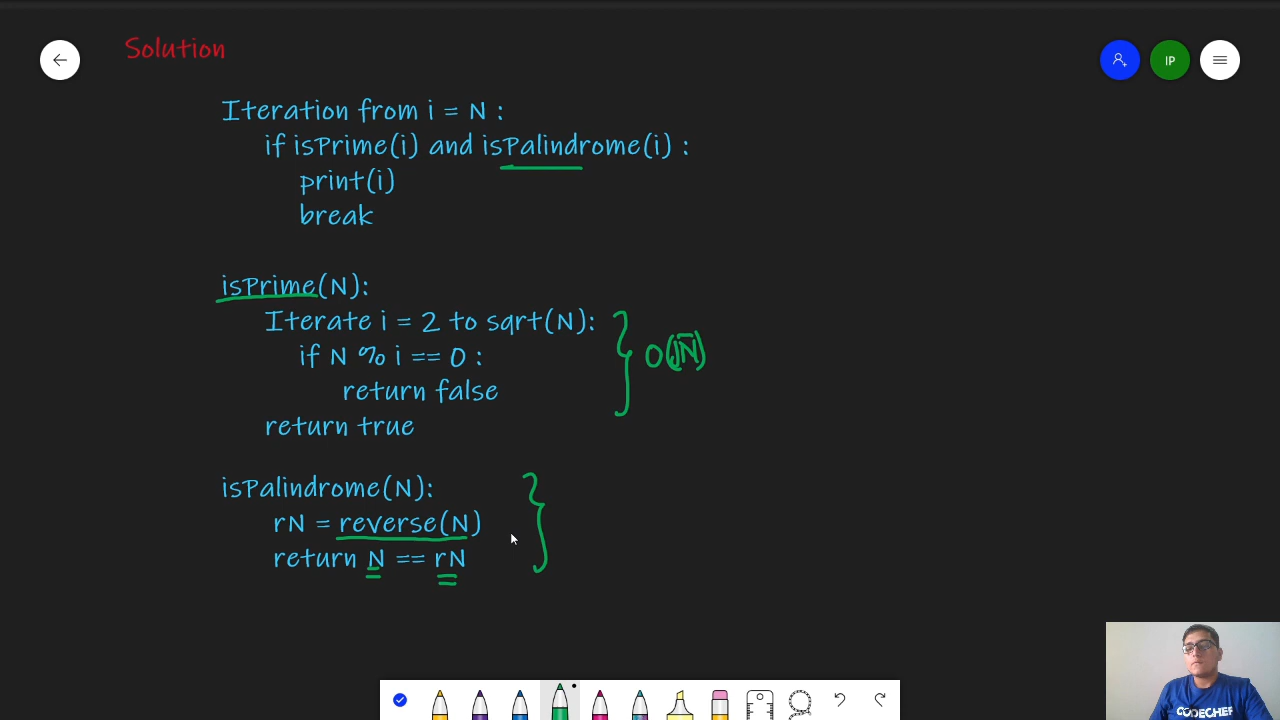 Solution
IP
Iteration from i = N :
if isPrime(i) and isPalindrome(i) :
print(i)
break
isPrime(N):
Iterate i = 2 to sqrt(N):
if N % i == 0 :
return false
return true
O(√N)
isPalindrome(N):
rN = reverse(N)
return N == rN
CODECHEF